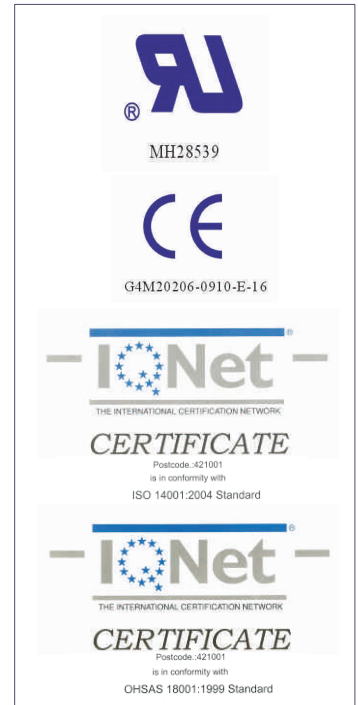 RU
®
MH28539
CE
G4M20206-0910-E-16
®
IQNet
THE INTERNATIONAL CERTIFICATION NETWORK
CERTIFICATE
Postcode.:421001
is in conformity with
ISO 14001:2004 Standard
®
IQNet
THE INTERNATIONAL CERTIFICATION NETWORK
CERTIFICATE
Postcode.:421001
is in conformity with
OHSAS 18001:1999 Standard